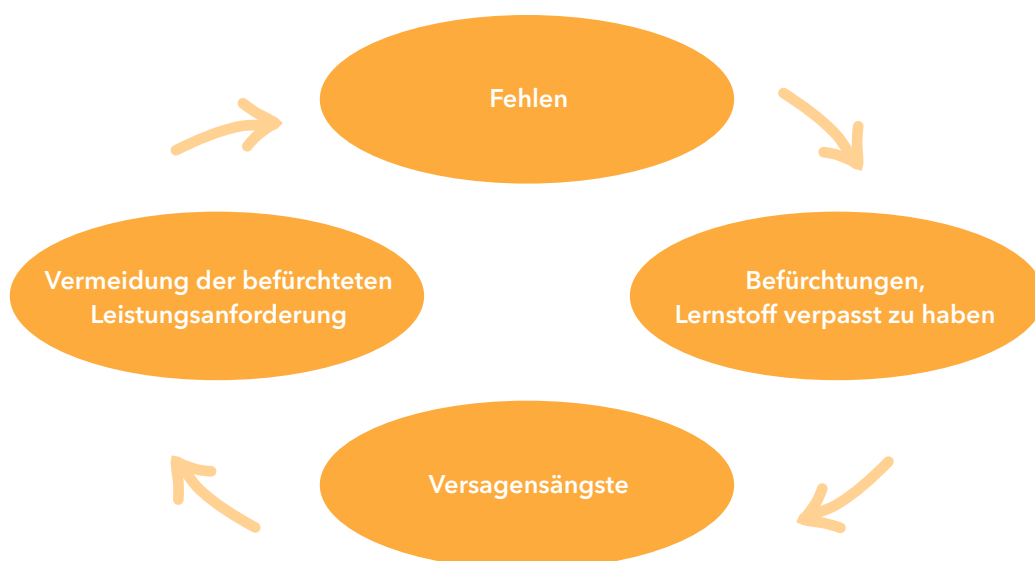 Fehlen
Befürchtungen,
Lernstoff verpasst zu haben
Versagensängste
Vermeidung der befürchteten
Leistungsanforderung